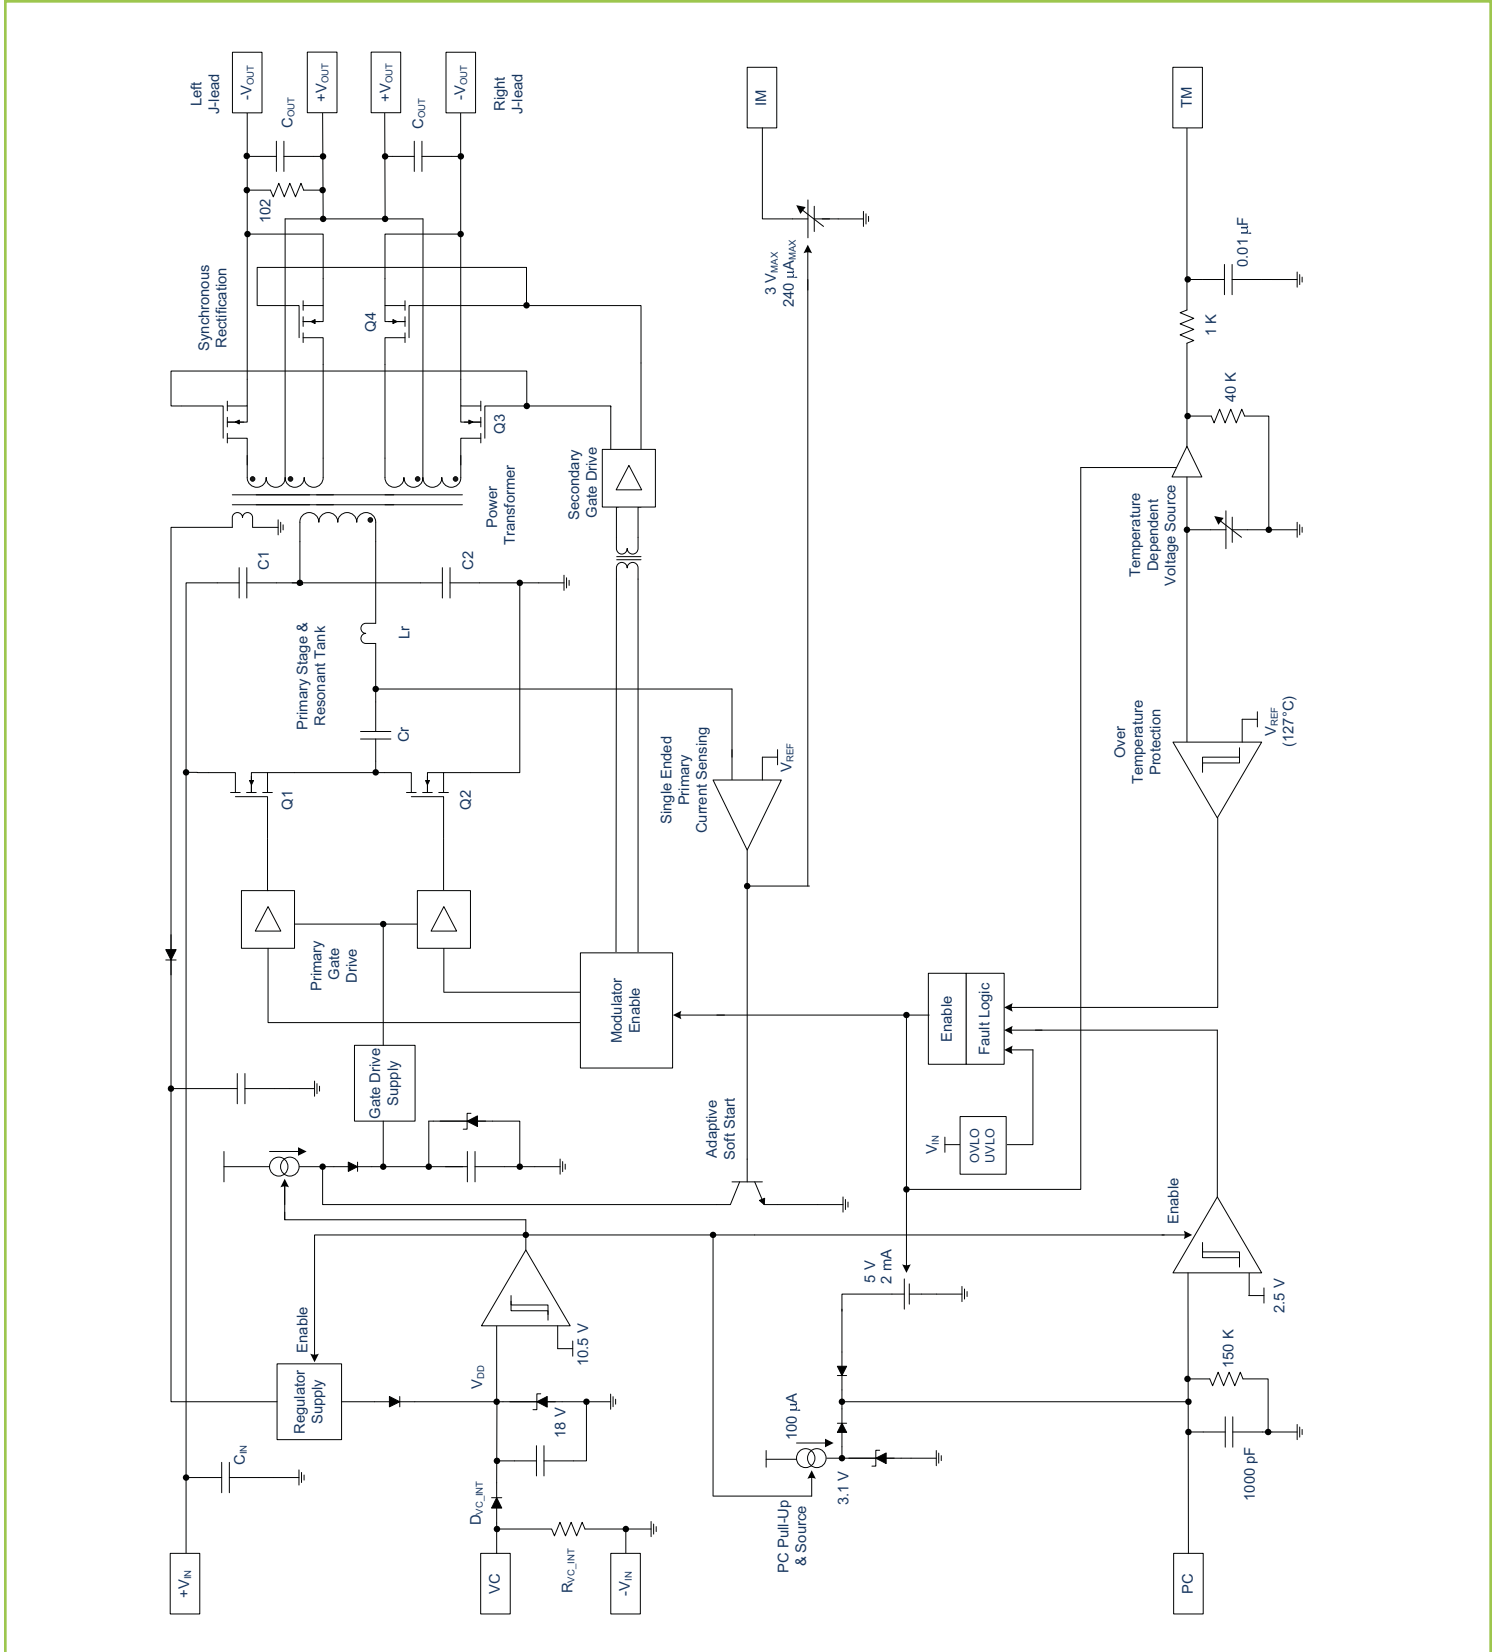 +VIN
CIN
Regulator
Supply
Enable
VDD
18 V
10.5 V
DVC_INT
VC
RVC_INT
-VIN
Gate Drive
Supply
Primary
Gate
Drive
Q1
Q2
Cr
Primary Stage &
Resonant Tank
Lr
C1
C2
Power
Transformer
Synchronous
Rectification
Q3
Q4
102
COUT
COUT
Left
J-lead
-VOUT
+VOUT
+VOUT
-VOUT
Right
J-lead
Secondary
Gate Drive
Modulator
Enable
Single Ended
Primary
Current Sensing
VREF
Adaptive
Soft Start
3 VMAX
240 µAMAX
IM
Enable
Fault Logic
VIN
OVLO
UVLO
5 V
2 mA
PC Pull-Up
& Source
100 µA
3.1 V
PC
1000 pF
150 K
2.5 V
Enable
Over
Temperature
Protection
VREF
(127°C)
Temperature
Dependent
Voltage Source
40 K
1 K
0.01 µF
TM